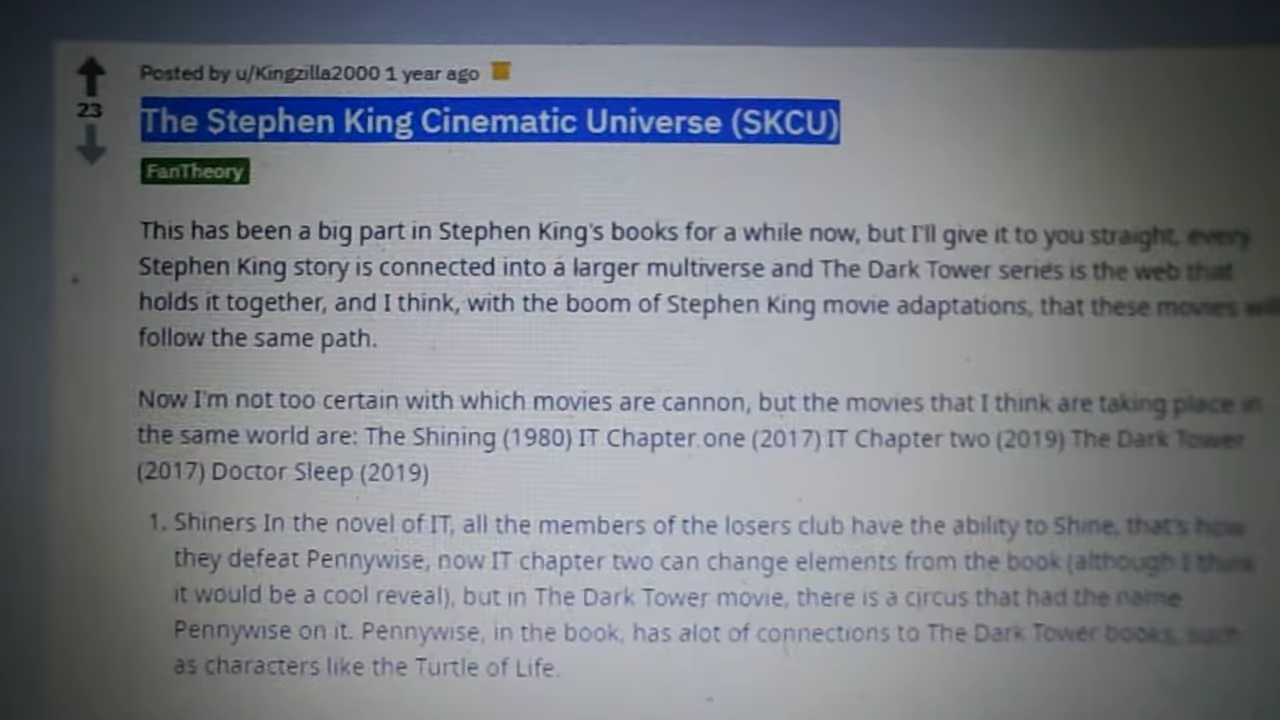 Posted by u/Kingzilla2000 1 year ago
23
The Stephen King Cinematic Universe (SKCU)
FanTheory
This has been a big part in Stephen King's books for a while now, but I'll give it to you straight, every
Stephen King story is connected into a larger multiverse and The Dark Tower series is the web that
holds it together, and I think, with the boom of Stephen King movie adaptations, that these movies
follow the same path.
Now I'm not too certain with which movies are cannon, but the movies that I think are taking place in
the same world are: The Shining (1980) IT Chapter one (2017) IT Chapter two (2019) The Dark Tower
(2017) Doctor Sleep (2019)
1. Shiners In the novel of IT, all the members of the losers club have the ability to Shine, that's how
they defeat Pennywise, now IT chapter two can change elements from the book (although I think
it would be a cool reveal), but in The Dark Tower movie, there is a circus that had the name
Pennywise on it. Pennywise, in the book, has alot of connections to The Dark Tower books, such
as characters like the Turtle of Life.